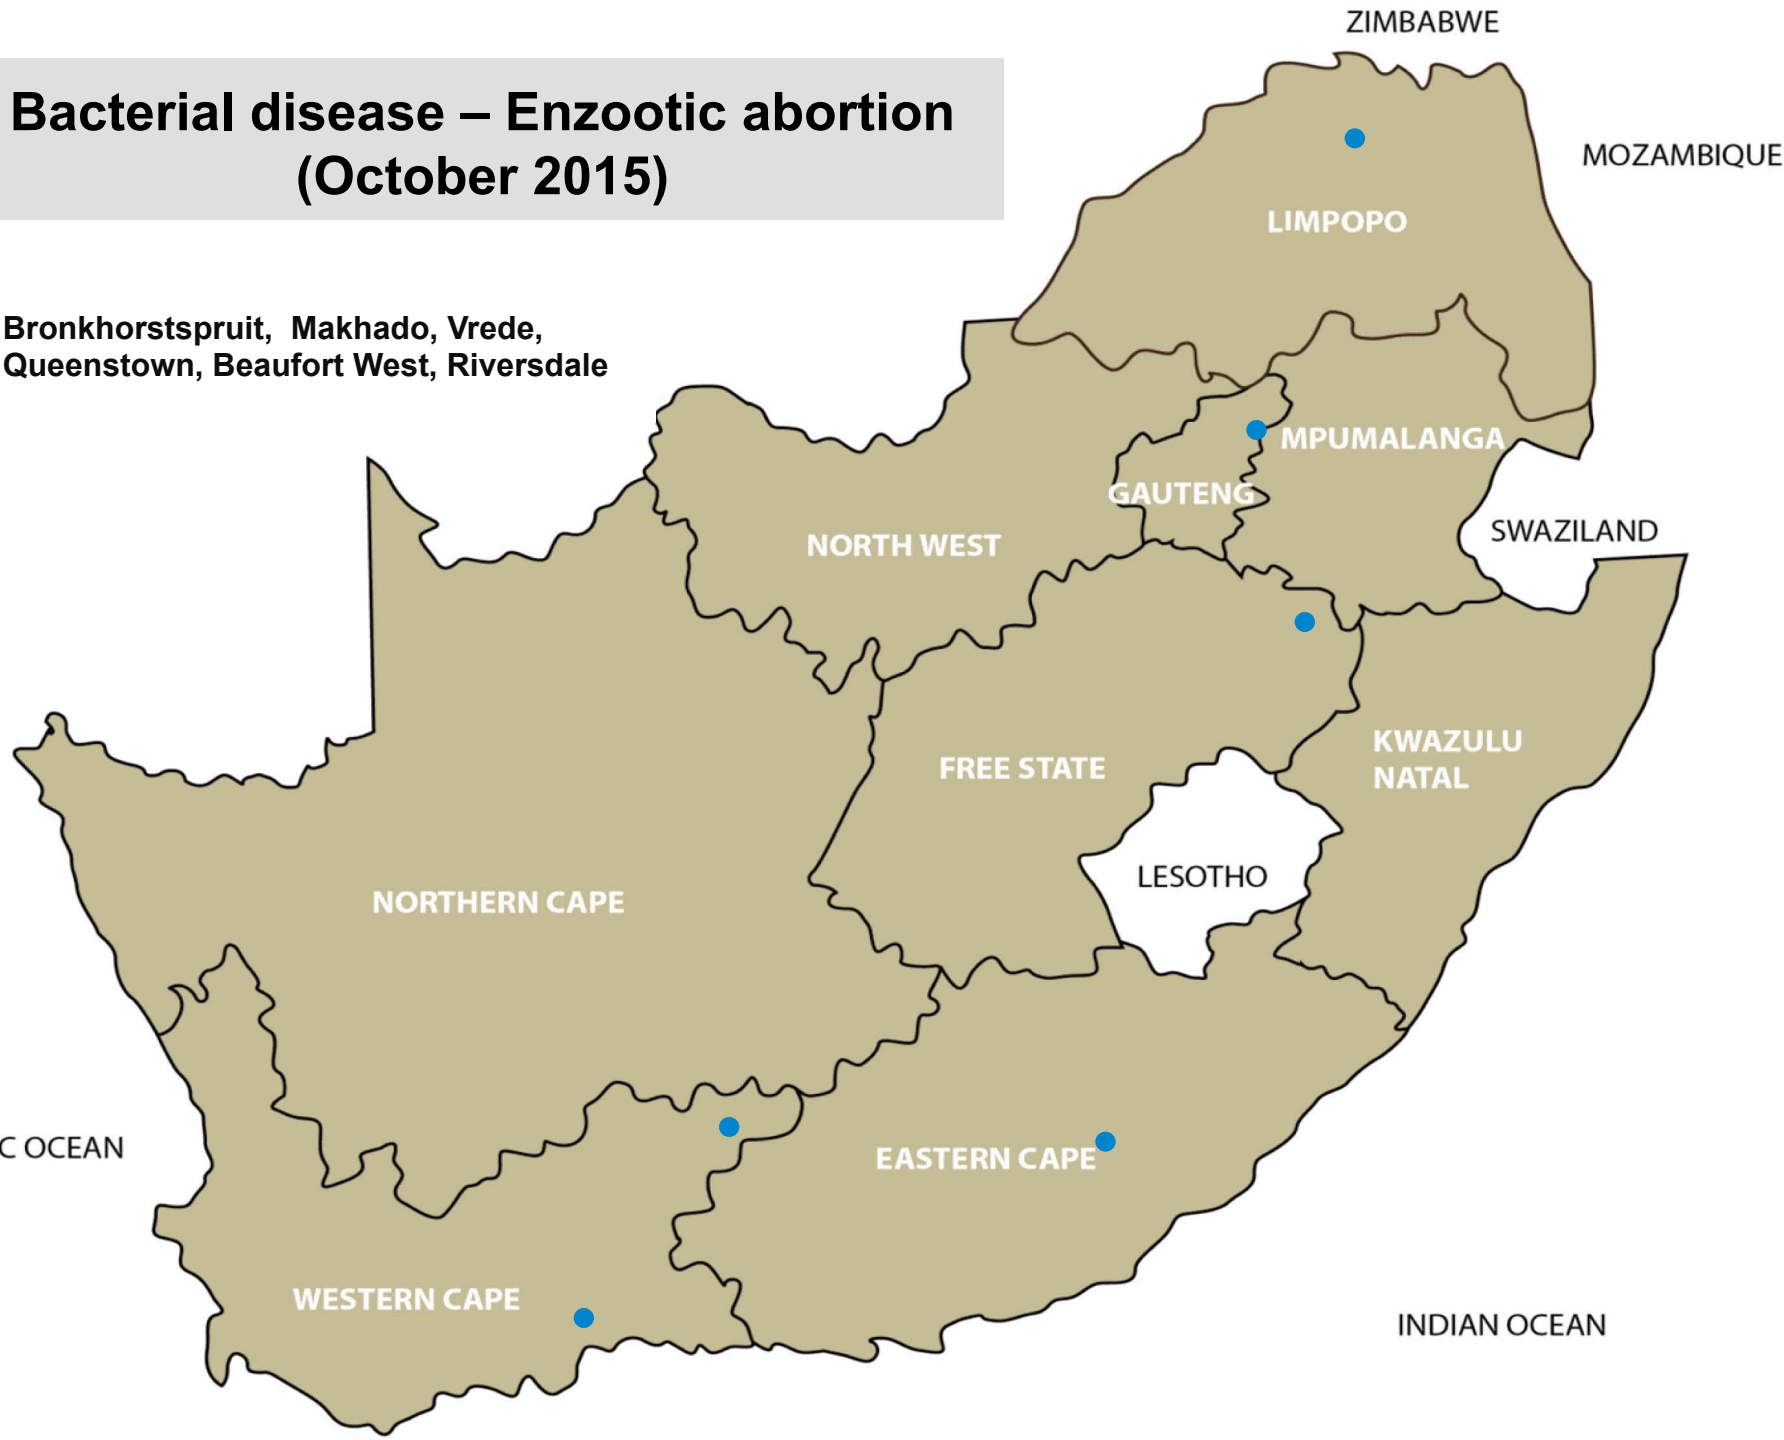 ZIMBABWE
Bacterial disease – Enzootic abortion
(October 2015)
MOZAMBIQUE
LIMPOPO
Bronkhorstspruit, Makhado, Vrede,
Queenstown, Beaufort West, Riversdale
MPUMALANGA
GAUTENG
SWAZILAND
NORTH WEST
KWAZULU
NATAL
FREE STATE
LESOTHO
NORTHERN CAPE
C OCEAN
EASTERN CAPE
WESTERN CAPE
INDIAN OCEAN